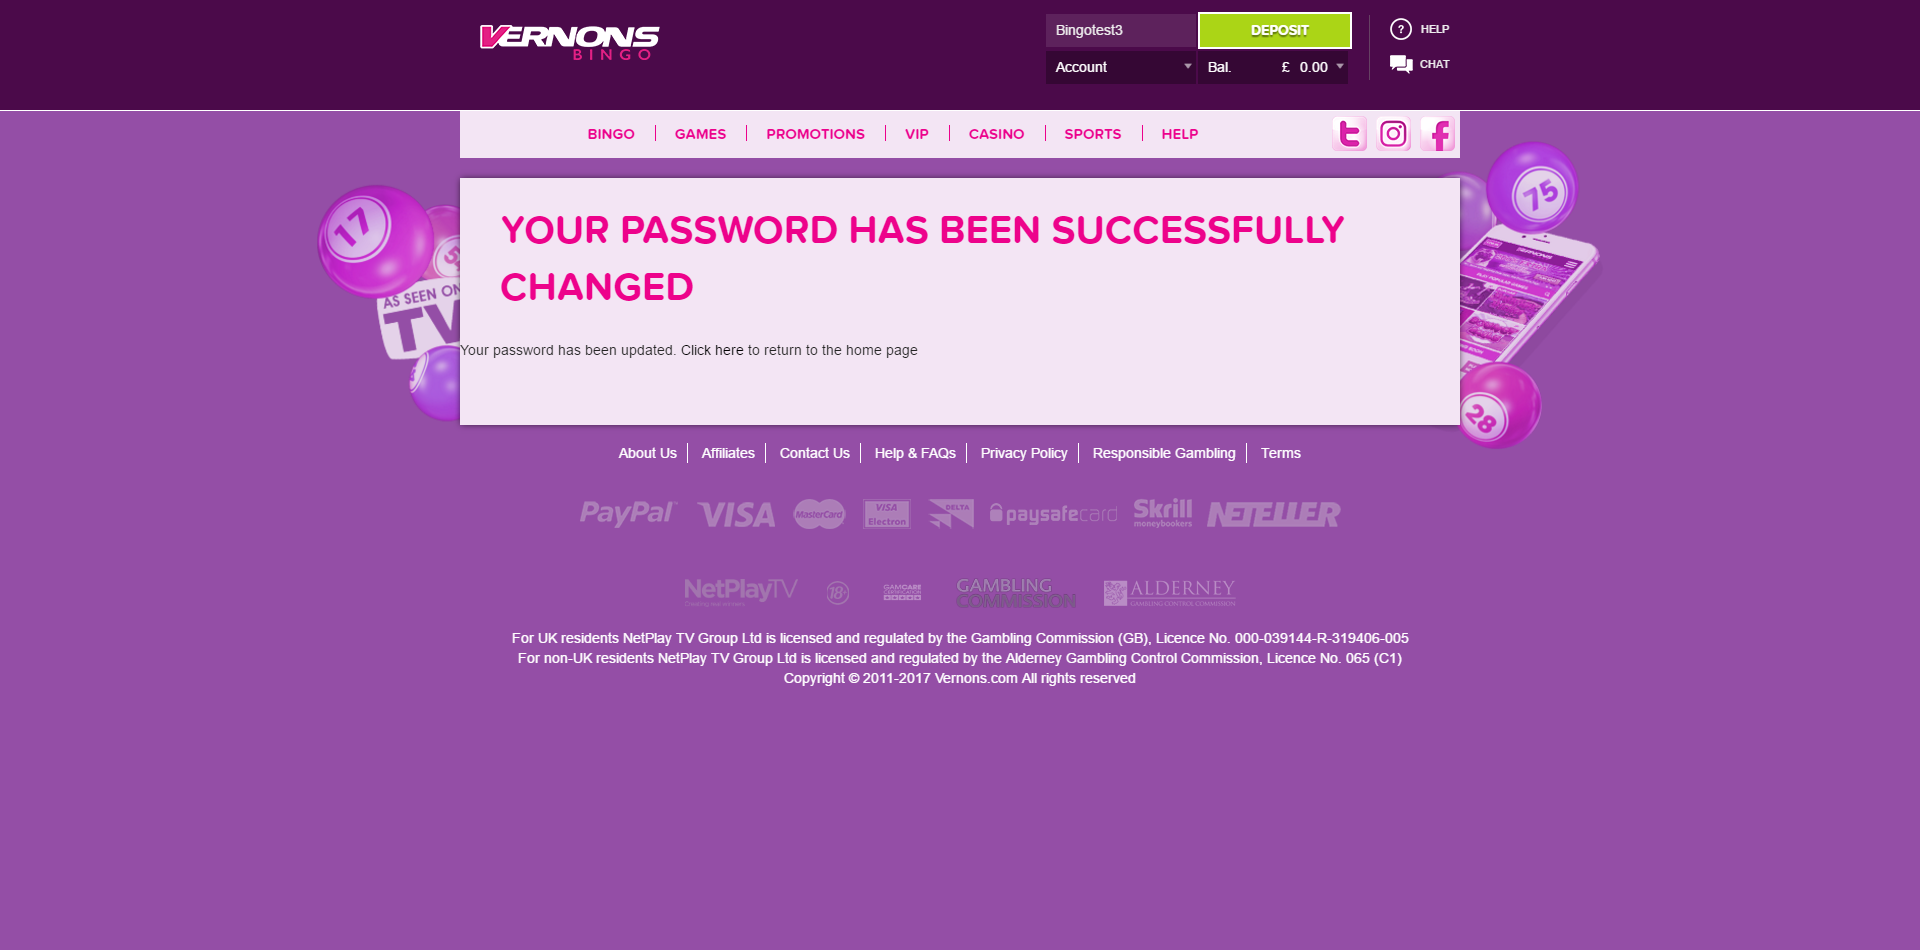 VERNONS
BINGO
Bingotest3
DEPOSIT
? HELP
Account
Bal. £ 0.00
CHAT
BINGO
GAMES
PROMOTIONS
VIP
CASINO
SPORTS
HELP
17
75
AS SEEN ON
TV
28
YOUR PASSWORD HAS BEEN SUCCESSFULLY
CHANGED
Your password has been updated. Click here to return to the home page
About Us
Affiliates
Contact Us
Help & FAQs
Privacy Policy
Responsible Gambling
Terms
PayPal
VISA
MasterCard
VISA
Electron
DELTA
paysafecard
Skrill
moneybookers
NETELLER
NetPlayTV
18+
GAMCARE
GAMBLING
COMMISSION
ALDERNEY
GAMBLING CONTROL COMMISSION
For UK residents NetPlay TV Group Ltd is licensed and regulated by the Gambling Commission (GB), Licence No. 000-039144-R-319406-005
For non-UK residents NetPlay TV Group Ltd is licensed and regulated by the Alderney Gambling Control Commission, Licence No. 065 (C1)
Copyright © 2011-2017 Vernons.com All rights reserved